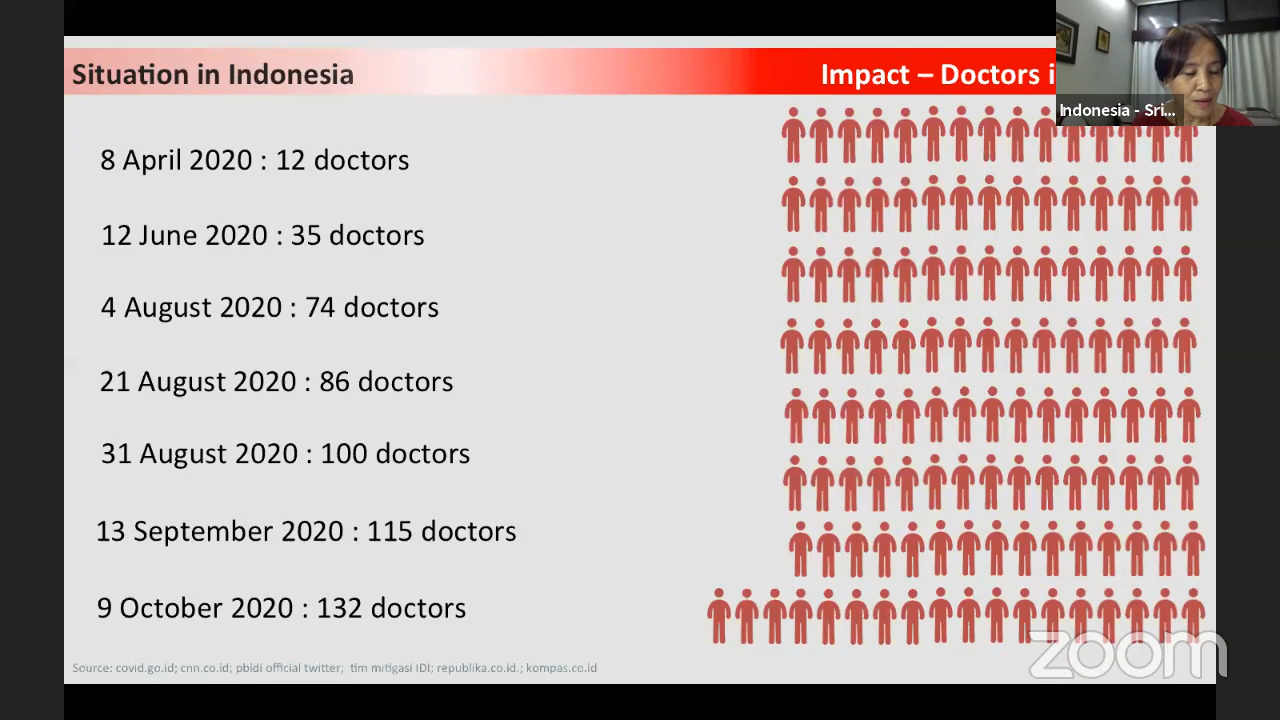 Situation in Indonesia
Impact – Doctors i
Indonesia - Sri...
8 April 2020 : 12 doctors
12 June 2020 : 35 doctors
4 August 2020 : 74 doctors
21 August 2020 : 86 doctors
31 August 2020 : 100 doctors
13 September 2020 : 115 doctors
9 October 2020 : 132 doctors
zoom
Source: covid.go.id; cnn.co.id; pbidi official twitter; tim mitigasi IDI; republika.co.id.; kompas.co.id